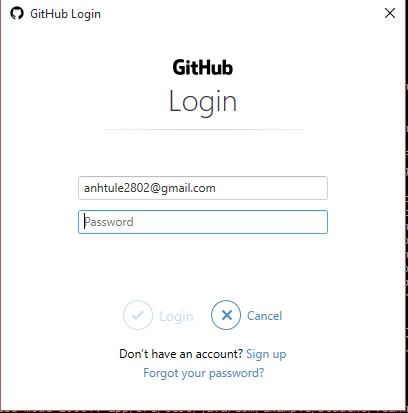 GitHub Login
GitHub
Login
anhtule2802@gmail.com
Password
Login Cancel
Don't have an account? Sign up
Forgot your password?